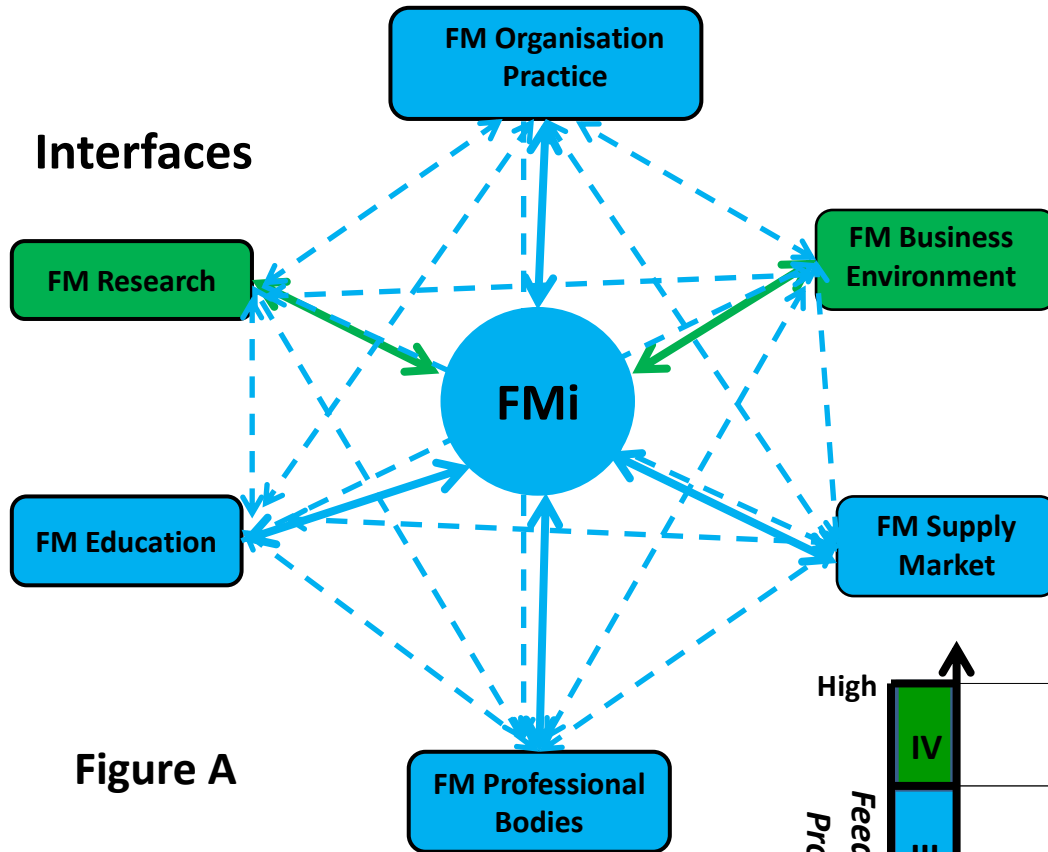 FM Organisation
Practice
Interfaces
FM Research
FM Business
Environment
FMi
FM Education
FM Supply
Market
High
IV
Figure A
FM Professional
Bodies